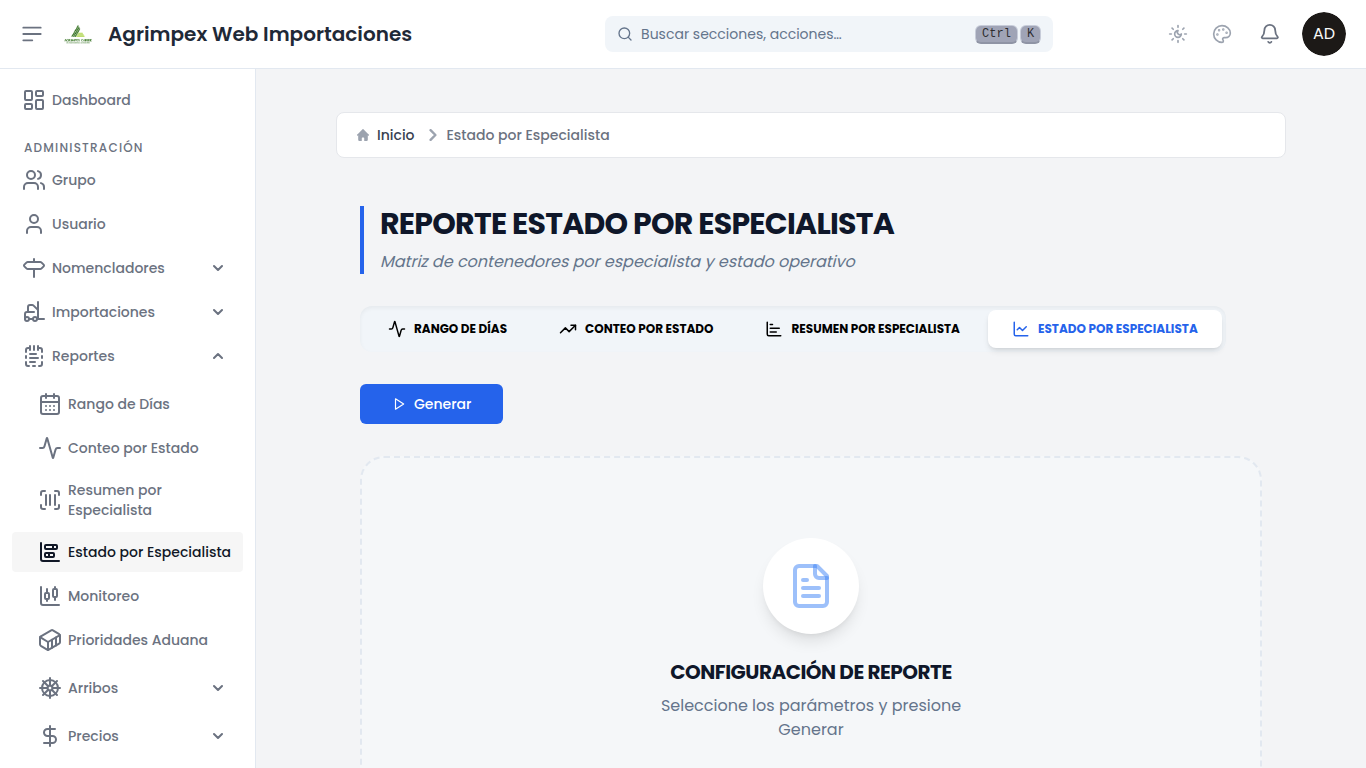 Agrimpex Web Importaciones
Buscar secciones, acciones...
Ctrl K
AD
Dashboard
ADMINISTRACIÓN
Grupo
Usuario
Nomencladores
Importaciones
Reportes
Rango de Días
Conteo por Estado
Resumen por
Especialista
Estado por Especialista
Monitoreo
Prioridades Aduana
Arribos
Precios
Inicio
Estado por Especialista
REPORTE ESTADO POR ESPECIALISTA
Matriz de contenedores por especialista y estado operativo
RANGO DE DÍAS
CONTEO POR ESTADO
RESUMEN POR ESPECIALISTA
ESTADO POR ESPECIALISTA
Generar
CONFIGURACIÓN DE REPORTE
Seleccione los parámetros y presione
Generar